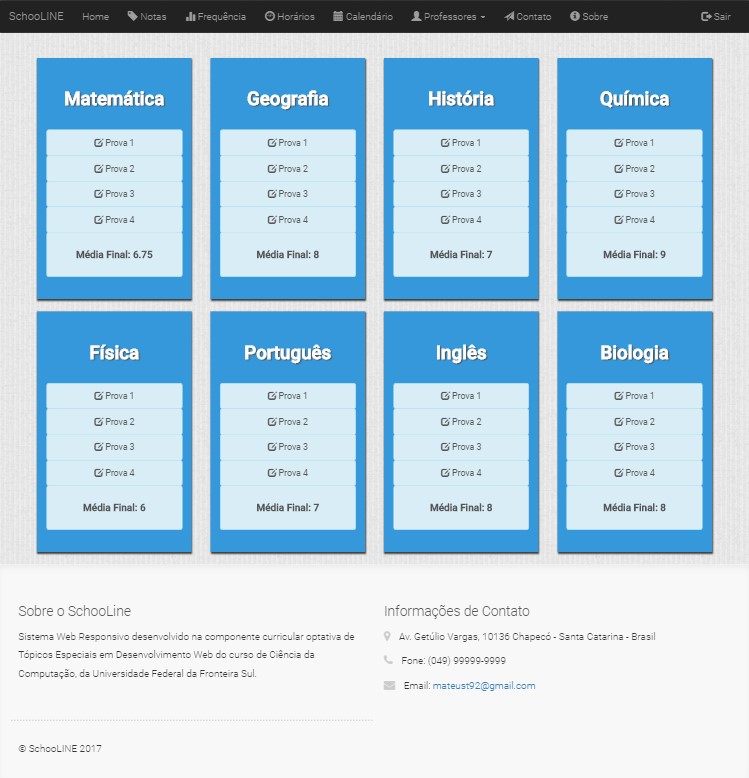 SchooLINE Home Notas Frequência Horários Calendário Professores Contato Sobre Sair
Matemática Geografia História Química
Prova 1 Prova 1 Prova 1 Prova 1
Prova 2 Prova 2 Prova 2 Prova 2
Prova 3 Prova 3 Prova 3 Prova 3
Prova 4 Prova 4 Prova 4 Prova 4
Média Final: 6.75 Média Final: 8 Média Final: 7 Média Final: 9
Física Português Inglês Biologia
Prova 1 Prova 1 Prova 1 Prova 1
Prova 2 Prova 2 Prova 2 Prova 2
Prova 3 Prova 3 Prova 3 Prova 3
Prova 4 Prova 4 Prova 4 Prova 4
Média Final: 6 Média Final: 7 Média Final: 8 Média Final: 8
Sobre o SchooLine
Sistema Web Responsivo desenvolvido na componente curricular optativa de
Tópicos Especiais em Desenvolvimento Web do curso de Ciência da
Computação, da Universidade Federal da Fronteira Sul.
Informações de Contato
Av. Getúlio Vargas, 10136 Chapecó - Santa Catarina - Brasil
Fone: (049) 99999-9999
Email: mateust92@gmail.com
© SchooLINE 2017